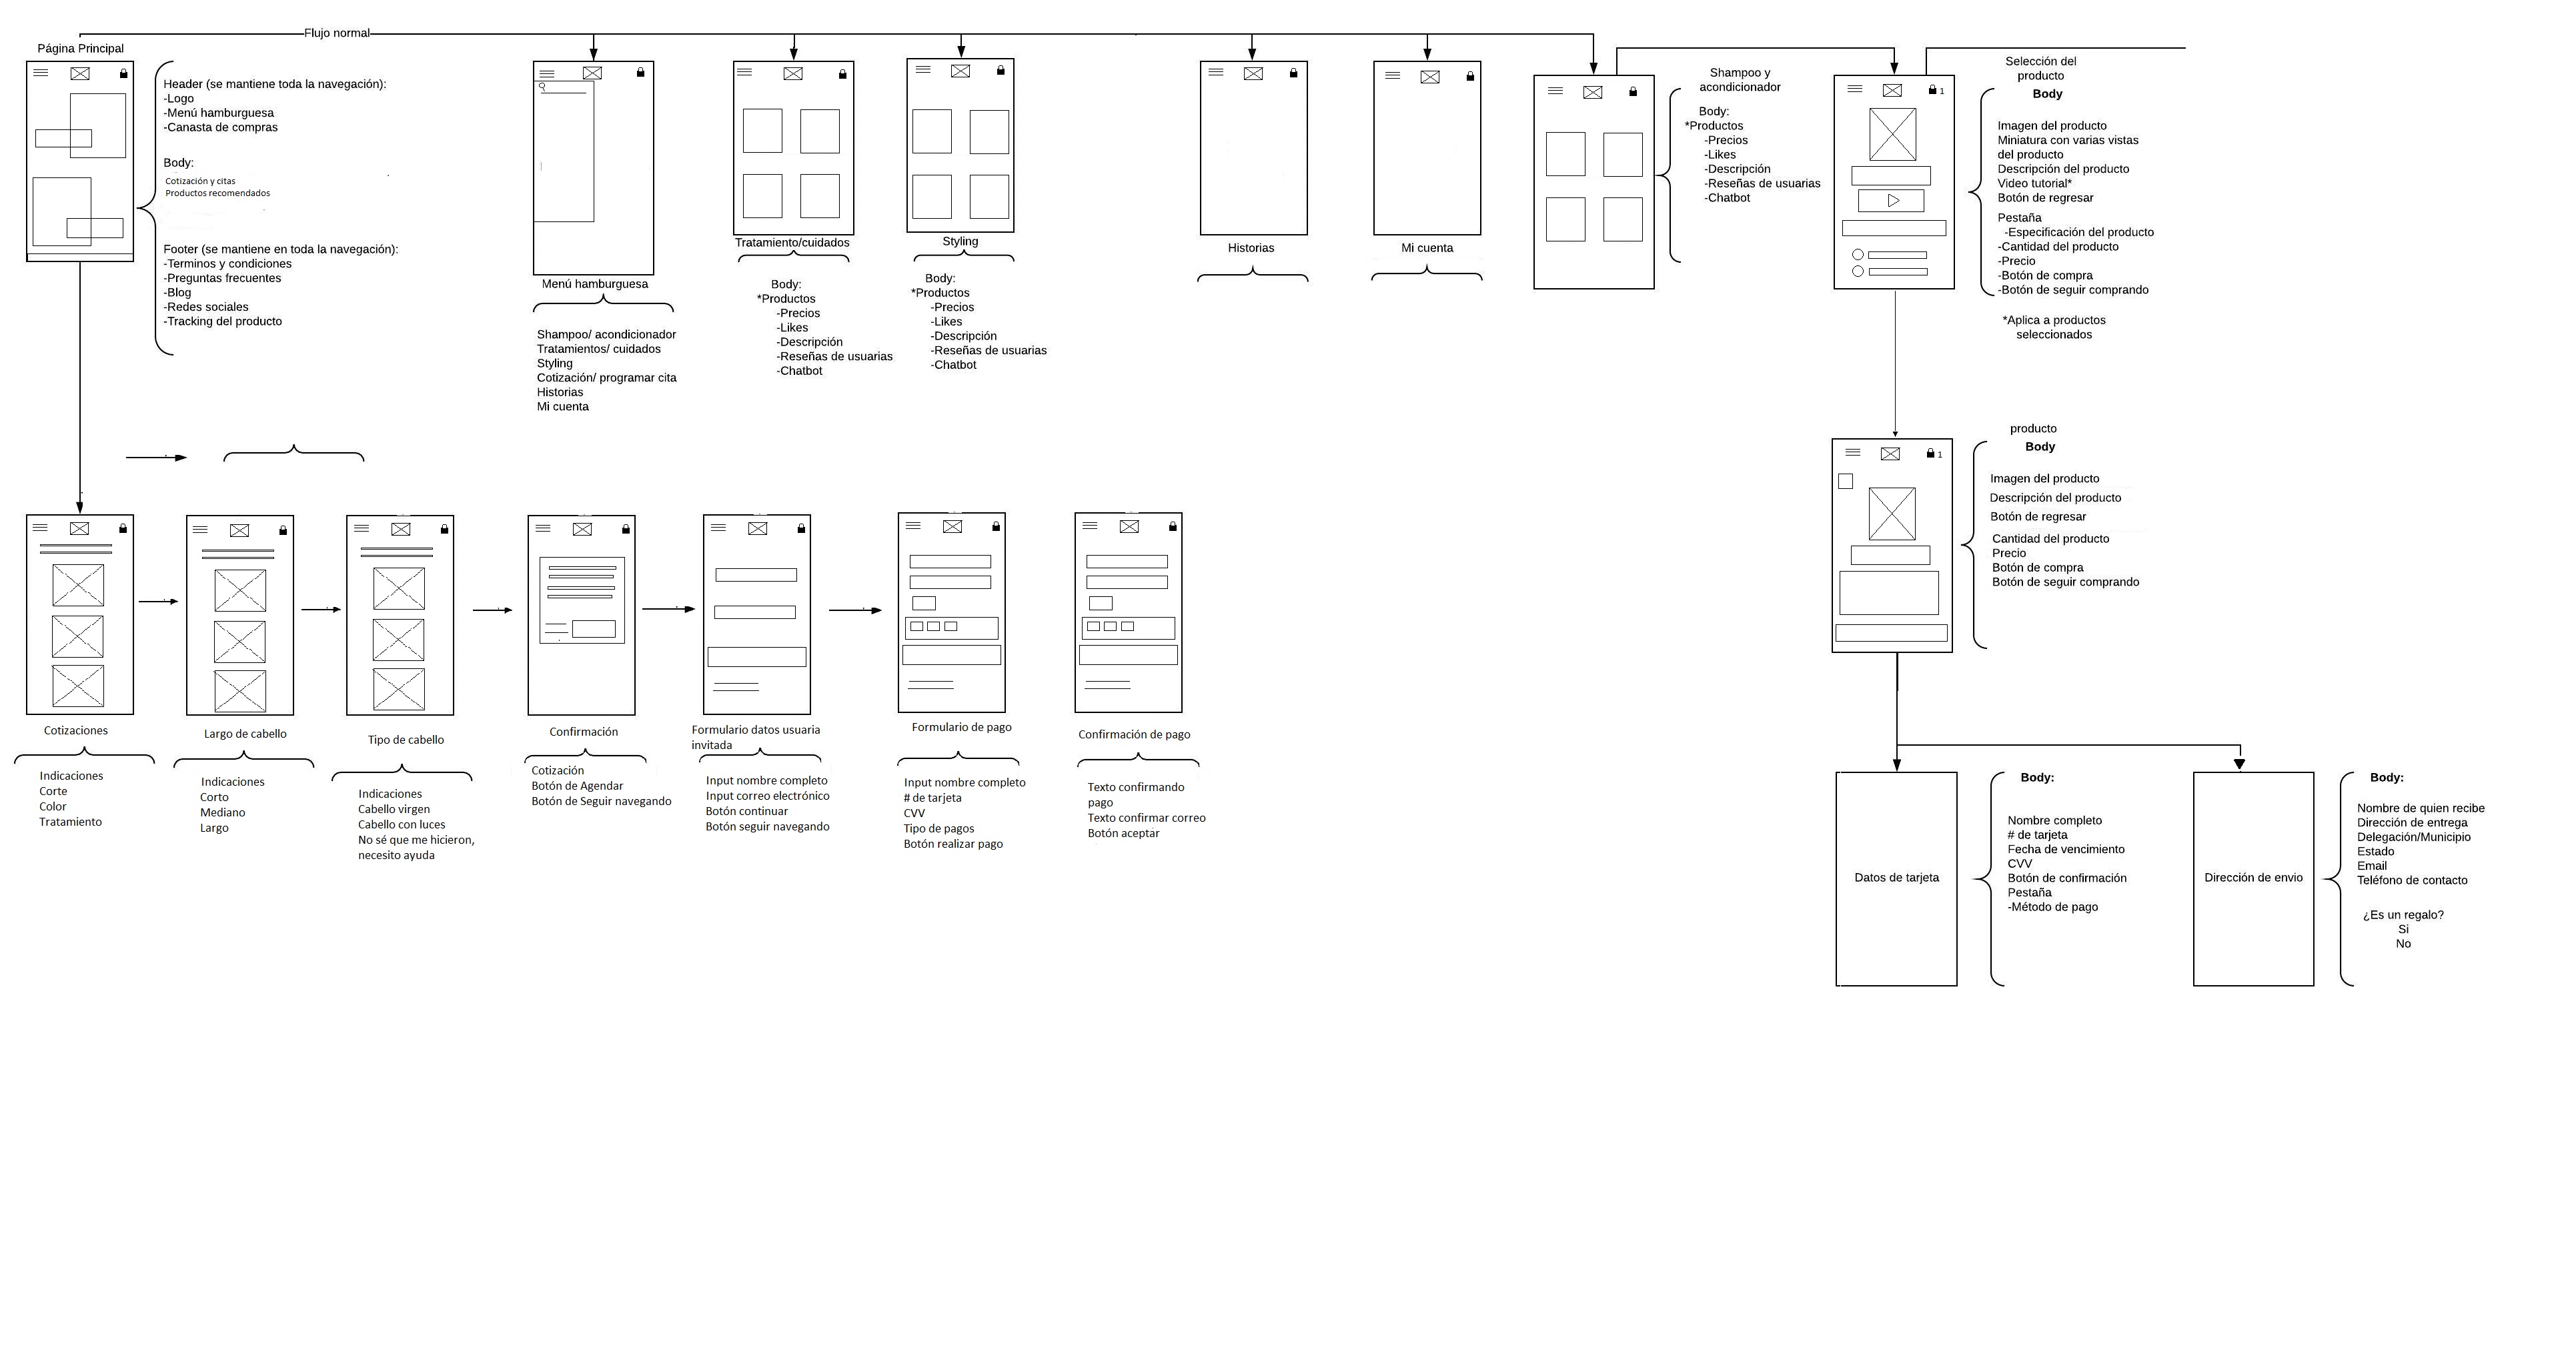 Flujo normal
Página Principal
Header (se mantiene toda la navegación):
-Logo
-Menú hamburguesa
-Canasta de compras
Body:
Cotización y citas
Productos recomendados
Footer (se mantiene en toda la navegación):
-Terminos y condiciones
-Preguntas frecuentes
-Blog
-Redes sociales
-Tracking del producto
Menú hamburguesa
Shampoo/ acondicionador
Tratamientos/ cuidados
Styling
Cotización/ programar cita
Historias
Mi cuenta
Tratamiento/cuidados
Body:
*Productos
-Precios
-Likes
-Descripción
-Reseñas de usuarias
-Chatbot
Styling
Body:
*Productos
-Precios
-Likes
-Descripción
-Reseñas de usuarias
-Chatbot
Historias
Mi cuenta
Shampoo y
acondicionador
Body:
*Productos
-Precios
-Likes
-Descripción
-Reseñas de usuarias
-Chatbot
1
Selección del
producto
Body
Imagen del producto
Miniatura con varias vistas
del producto
Descripción del producto
Video tutorial*
Botón de regresar
Pestaña
-Especificación del producto
-Cantidad del producto
-Precio
-Botón de compra
-Botón de seguir comprando
*Aplica a productos
seleccionados
1
producto
Body
Imagen del producto
Descripción del producto
Botón de regresar
Cantidad del producto
Precio
Botón de compra
Botón de seguir comprando
Cotizaciones
Indicaciones
Corte
Color
Tratamiento
Largo de cabello
Indicaciones
Corto
Mediano
Largo
Tipo de cabello
Indicaciones
Cabello virgen
Cabello con luces
No sé que me hicieron,
necesito ayuda
Confirmación
Cotización
Botón de Agendar
Botón de Seguir navegando
Formulario datos usuaria
invitada
Input nombre completo
Input correo electrónico
Botón continuar
Botón seguir navegando
Formulario de pago
Input nombre completo
# de tarjeta
CVV
Tipo de pagos
Botón realizar pago
Confirmación de pago
Texto confirmando
pago
Texto confirmar correo
Botón aceptar
Datos de tarjeta
Body:
Nombre completo
# de tarjeta
Fecha de vencimiento
CVV
Botón de confirmación
Pestaña
-Método de pago
Dirección de envio
Body:
Nombre de quien recibe
Dirección de entrega
Delegación/Municipio
Estado
Email
Teléfono de contacto
¿Es un regalo?
Si
No